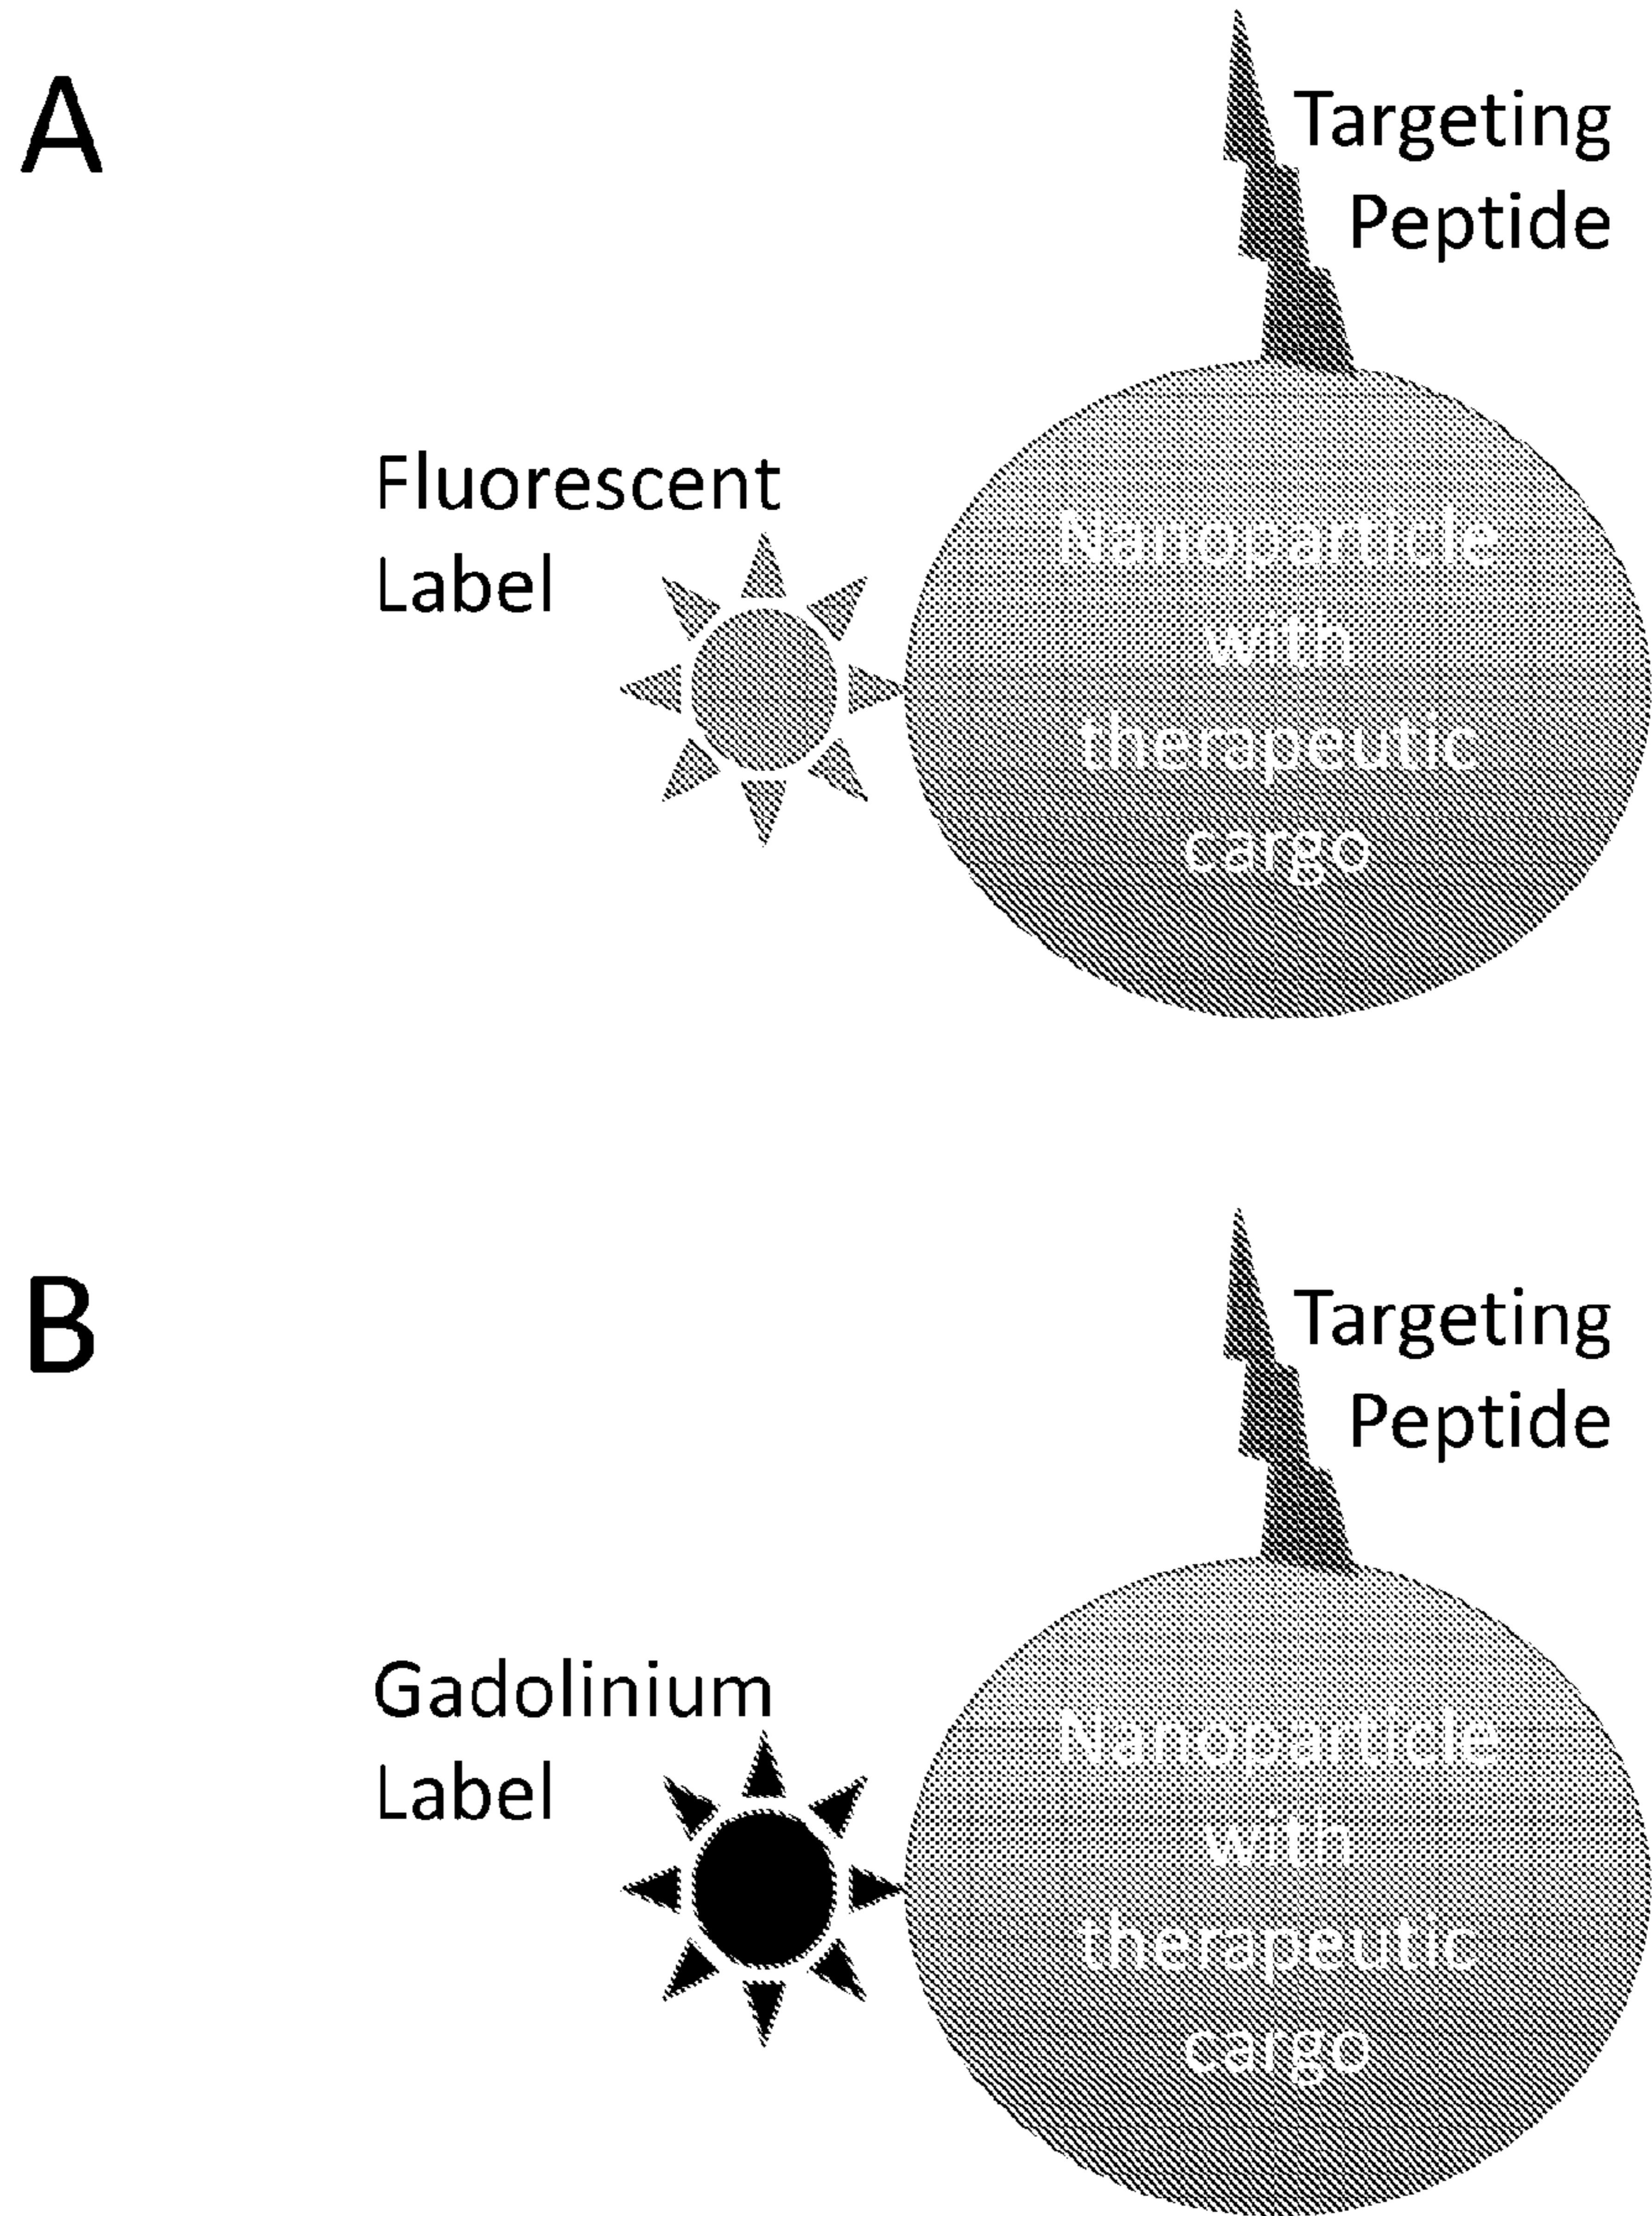 A
Targeting
Peptide
Fluorescent
Label
Nanoparticle
with
therapeutic
cargo
B
Targeting
Peptide
Gadolinium
Label
Nanoparticle
with
therapeutic
cargo